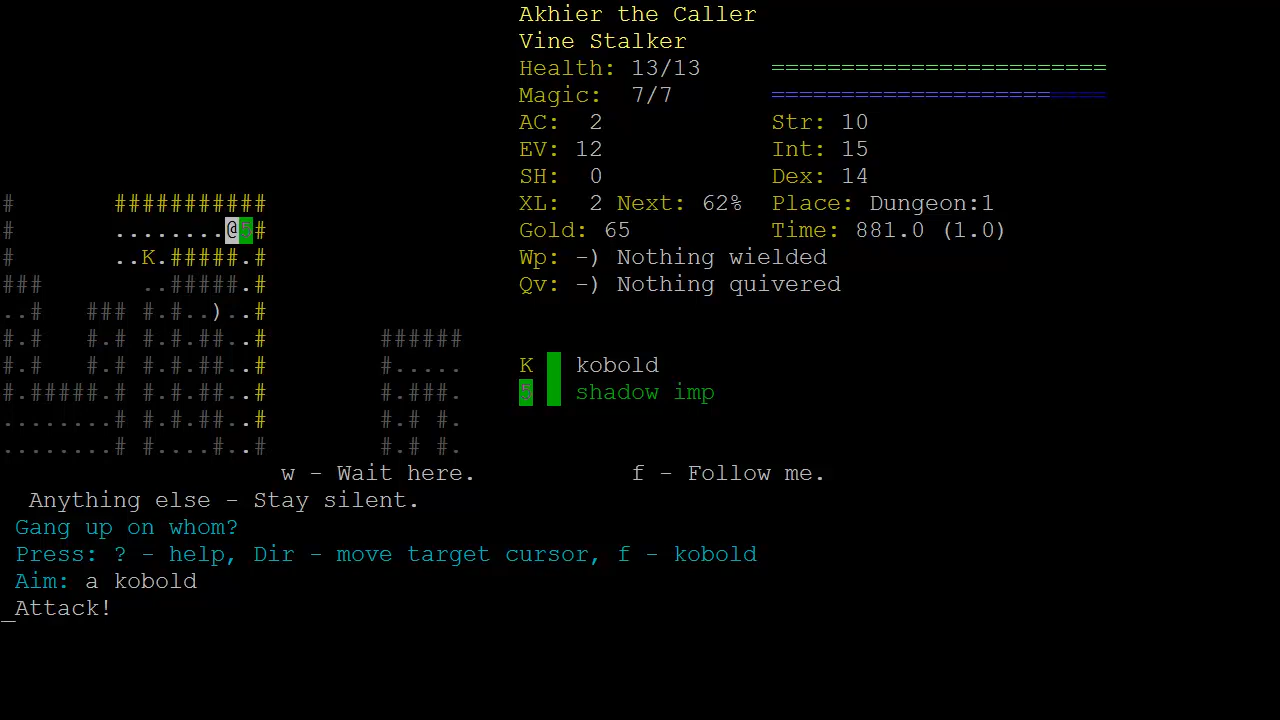 Akhier the Caller
Vine Stalker
Health: 13/13 ========================
Magic: 7/7 ========================
AC: 2 Str: 10
EV: 12 Int: 15
SH: 0 Dex: 14
# ########### XL: 2 Next: 62% Place: Dungeon:1
# ........@5# Gold: 65 Time: 881.0 (1.0)
# ..K.#####.# Wp: -) Nothing wielded
### ..#####.# Qv: -) Nothing quivered
..# ### #.#..)..#
#.# #.# #.#.##..# ######
#.# #.# #.#.##..# #..... K kobold
#.#####.# #.#.##..# #.###. 5 shadow imp
........# #.#.##..# #.# #.
........# #....#..# #.# #.
w - Wait here. f - Follow me.
Anything else - Stay silent.
Gang up on whom?
Press: ? - help, Dir - move target cursor, f - kobold
Aim: a kobold
_Attack!